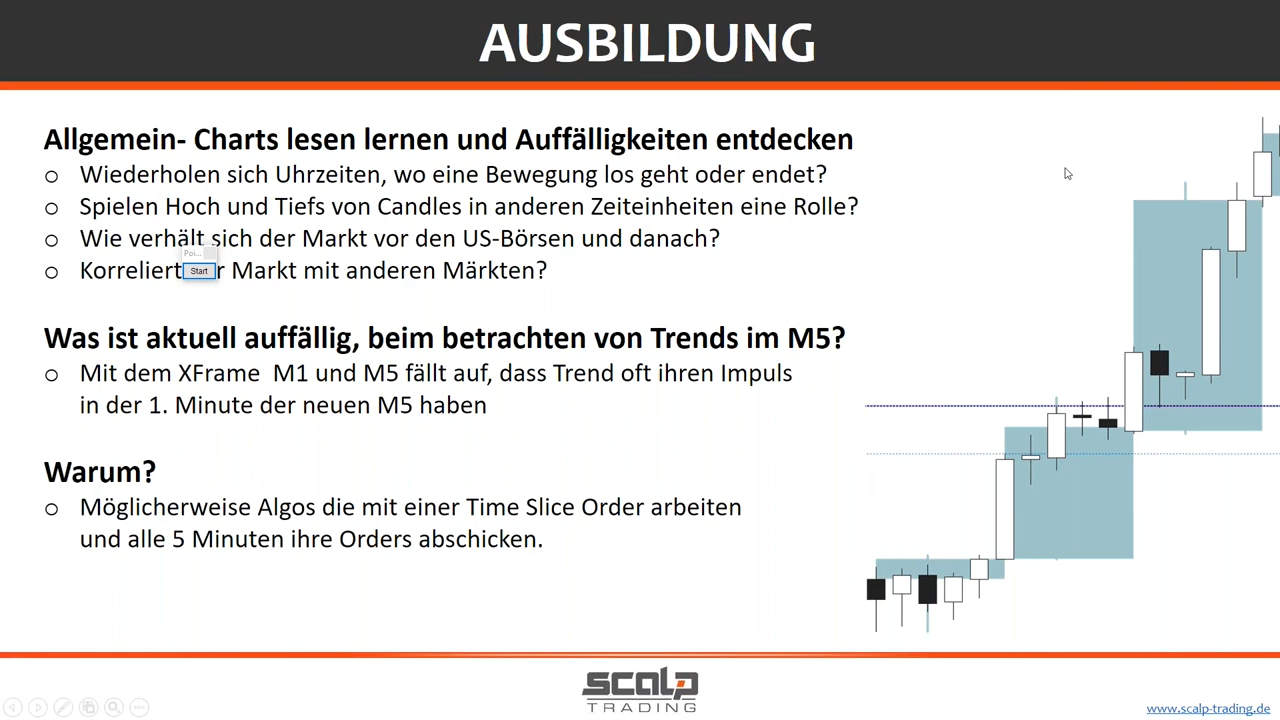 AUSBILDUNG
Allgemein- Charts lesen lernen und Auffälligkeiten entdecken
o Wiederholen sich Uhrzeiten, wo eine Bewegung los geht oder endet?
o Spielen Hoch und Tiefs von Candles in anderen Zeiteinheiten eine Rolle?
o Wie verhält sich der Markt vor den US-Börsen und danach?
Poi...
o Korreliert r Markt mit anderen Märkten?
Start
Was ist aktuell auffällig, beim betrachten von Trends im M5?
o Mit dem XFrame M1 und M5 fällt auf, dass Trend oft ihren Impuls
in der 1. Minute der neuen M5 haben
Warum?
o Möglicherweise Algos die mit einer Time Slice Order arbeiten
und alle 5 Minuten ihre Orders abschicken.
scalp
TRADING
www.scalp-trading.de